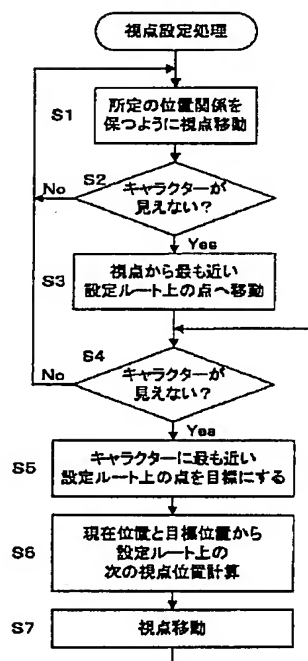 視点設定処理
S1
所定の位置関係を
保つように視点移動
S2
No
キャラクターが
見えない?
Yes
S3
視点から最も近い
設定ルート上の点へ移動
S4
No
キャラクターが
見えない?
Yes
S5
キャラクターに最も近い
設定ルート上の点を目標にする
S6
現在位置と目標位置から
設定ルート上の
次の視点位置計算
S7
視点移動